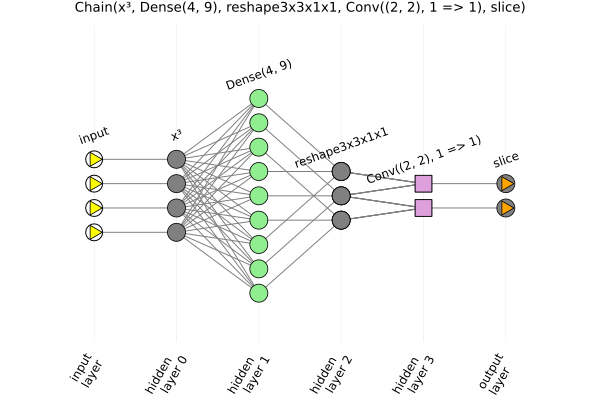 Chain(x³, Dense(4, 9), reshape3x3x1x1, Conv((2, 2), 1 => 1), slice)
input
x³
Dense(4, 9)
reshape3x3x1x1
Conv((2, 2), 1 => 1)
slice
input
layer
hidden
layer 0
hidden
layer 1
hidden
layer 2
hidden
layer 3
output
layer